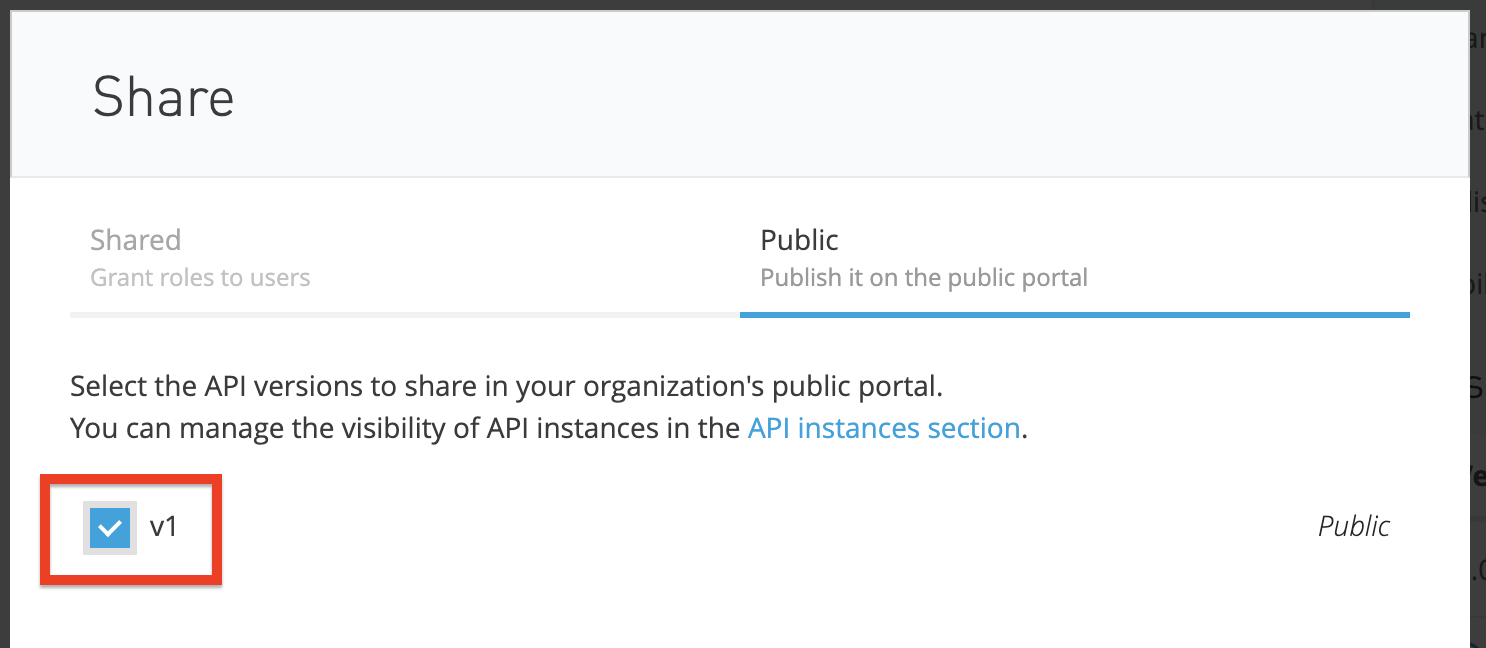 Share
Shared
Grant roles to users
Public
Publish it on the public portal
Select the API versions to share in your organization's public portal.
You can manage the visibility of API instances in the API instances section.
v1
Public